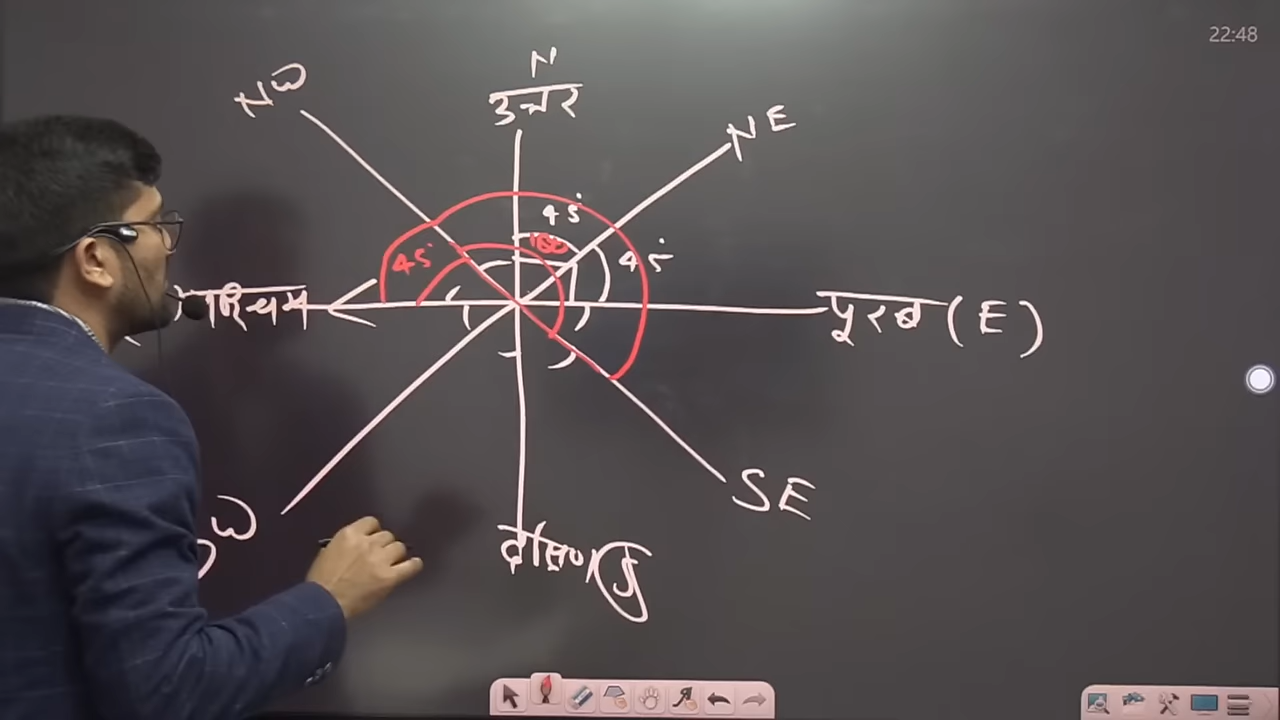 22:48
N
उत्तर
NW
NE
45°
45°
45°
पश्चिम
पूरब (E)
W
SE
दक्षिण (S)